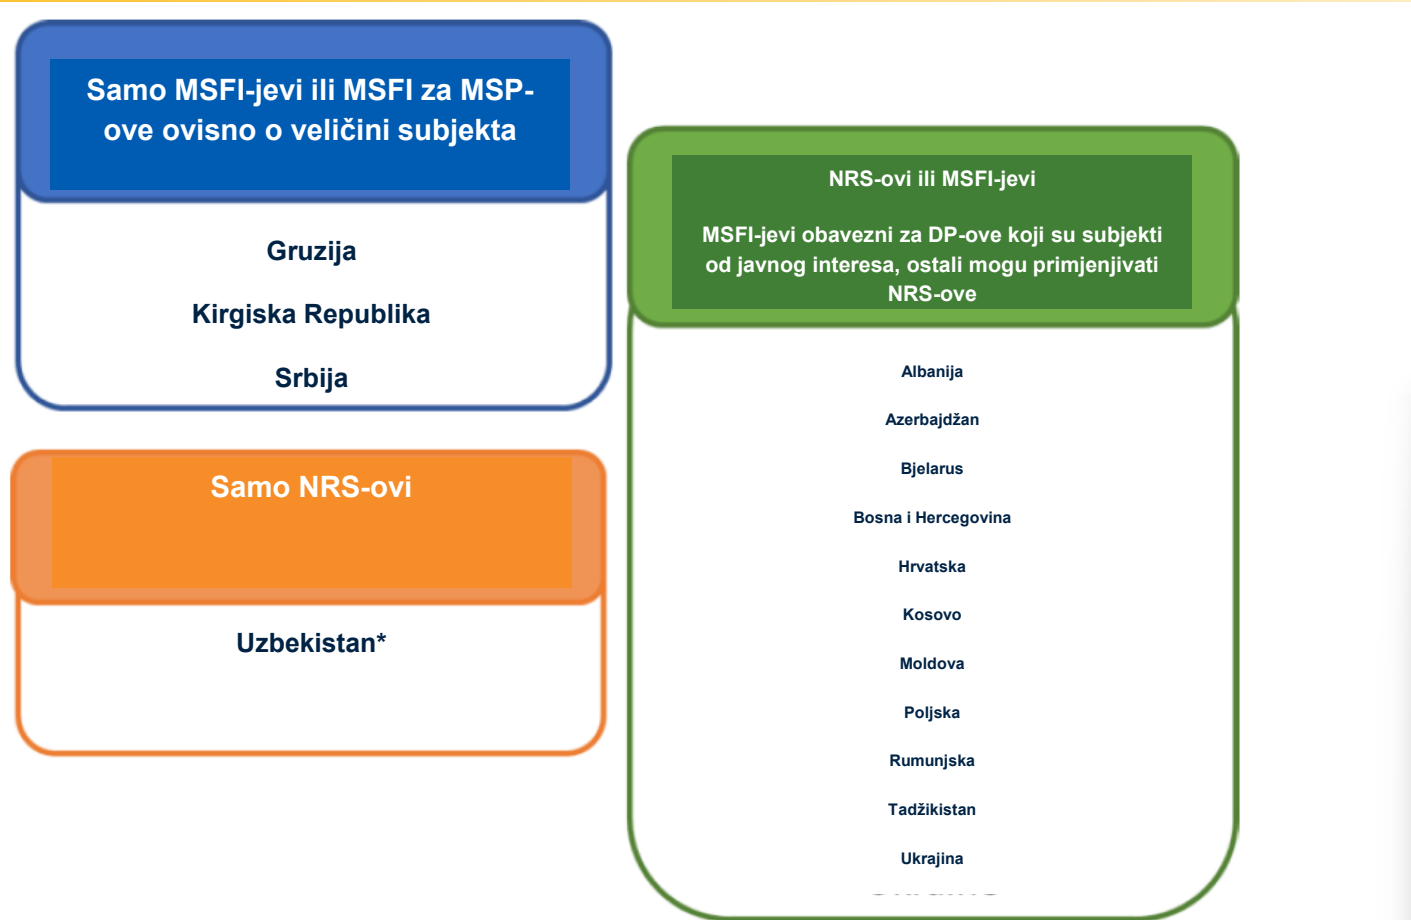 Samo MSFI-jevi ili MSFI za MSP-
ove ovisno o veličini subjekta
Gruzija
Kirgiska Republika
Srbija
Samo NRS-ovi
Uzbekistan*
NRS-ovi ili MSFI-jevi
MSFI-jevi obavezni za DP-ove koji su subjekti
od javnog interesa, ostali mogu primjenjivati
NRS-ove
Albanija
Azerbajdžan
Bjelarus
Bosna i Hercegovina
Hrvatska
Kosovo
Moldova
Poljska
Rumunjska
Tadžikistan
Ukrajina